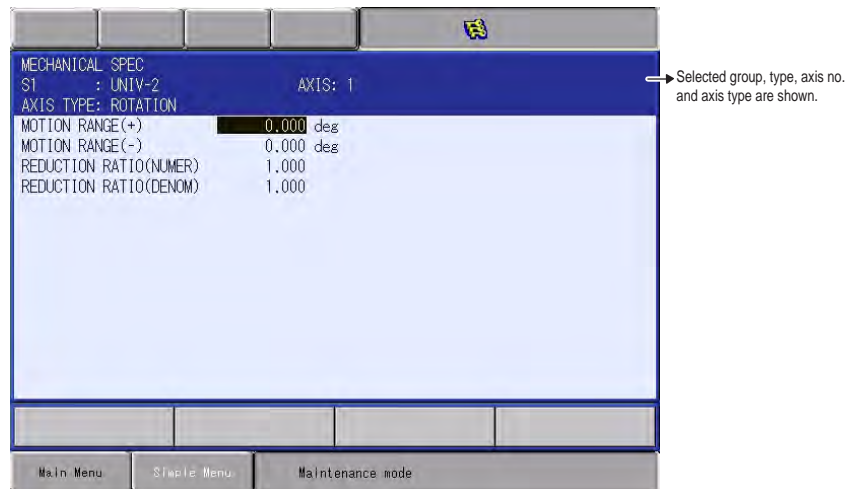 MECHANICAL SPEC
S1 : UNIV-2 AXIS: 1
AXIS TYPE: ROTATION
MOTION RANGE(+) 0.000 deg
MOTION RANGE(-) 0.000 deg
REDUCTION RATIO(NUMER) 1.000
REDUCTION RATIO(DENOM) 1.000
Selected group, type, axis no.
and axis type are shown.
Main Menu Simple Menu Maintenance mode